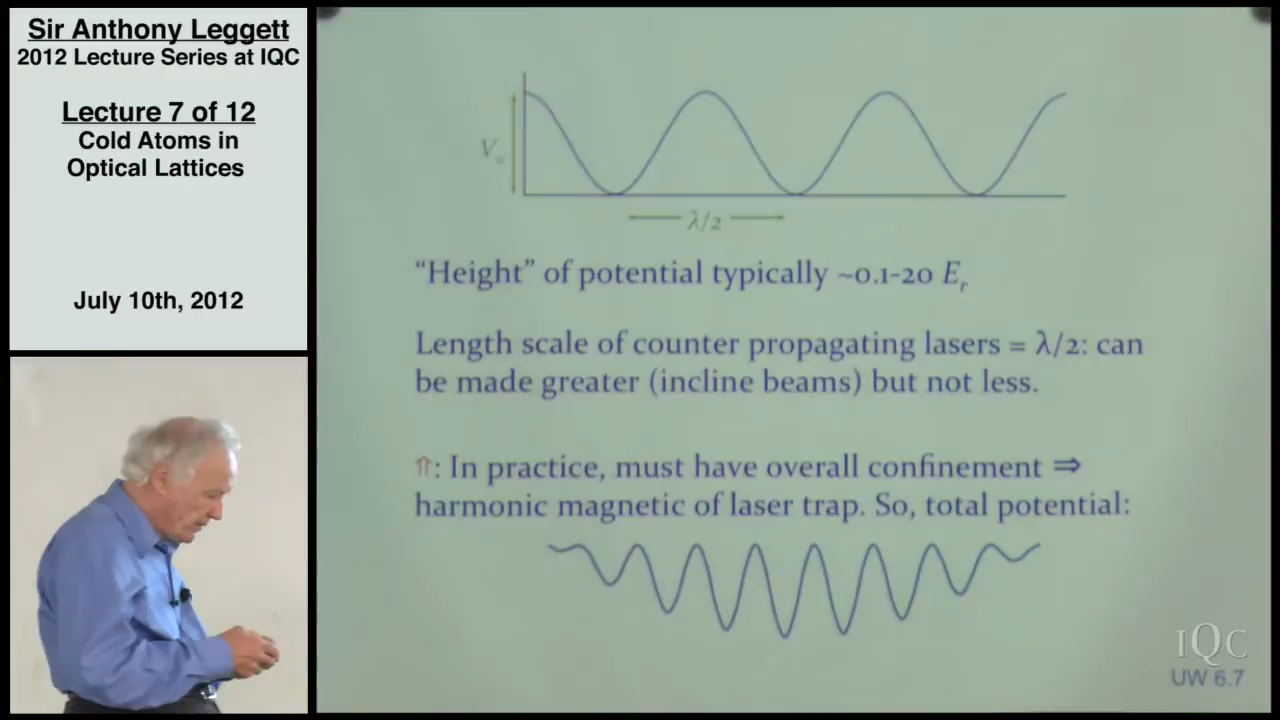 Sir Anthony Leggett
2012 Lecture Series at IQC
Lecture 7 of 12
Cold Atoms in
Optical Lattices
July 10th, 2012
λ/2
"Height" of potential typically ~0.1-20 Er
Length scale of counter propagating lasers = λ/2: can
be made greater (incline beams) but not less.
⇑: In practice, must have overall confinement ⇒
harmonic magnetic of laser trap. So, total potential:
IQC
UW 6.7